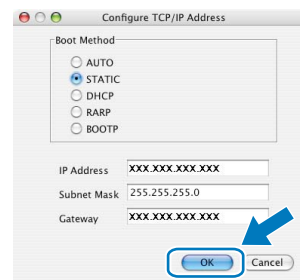 Configure TCP/IP Address
Boot Method
AUTO
STATIC
DHCP
RARP
BOOTP
IP Address XXX.XXX.XXX.XXX
Subnet Mask 255.255.255.0
Gateway XXX.XXX.XXX.XXX
OK Cancel